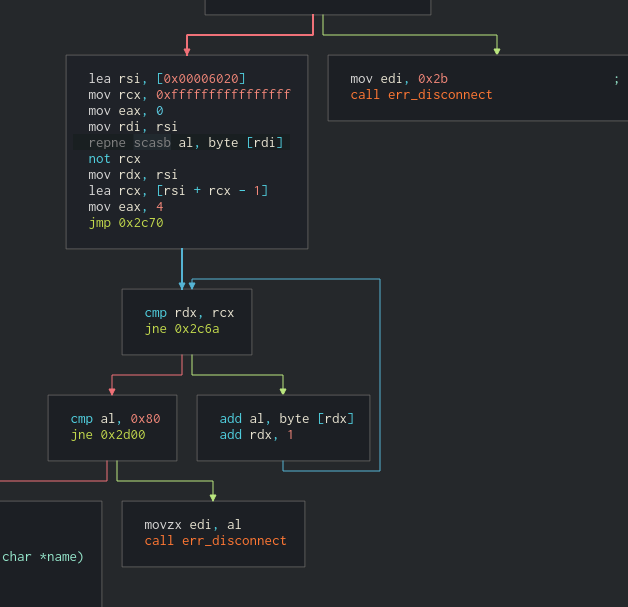 lea rsi, [0x00006020]
mov rcx, 0xffffffffffffffff
mov eax, 0
mov rdi, rsi
repne scasb al, byte [rdi]
not rcx
mov rdx, rsi
lea rcx, [rsi + rcx - 1]
mov eax, 4
jmp 0x2c70
mov edi, 0x2b ;
call err_disconnect
cmp rdx, rcx
jne 0x2c6a
cmp al, 0x80
jne 0x2d00
add al, byte [rdx]
add rdx, 1
movzx edi, al
call err_disconnect
char *name)